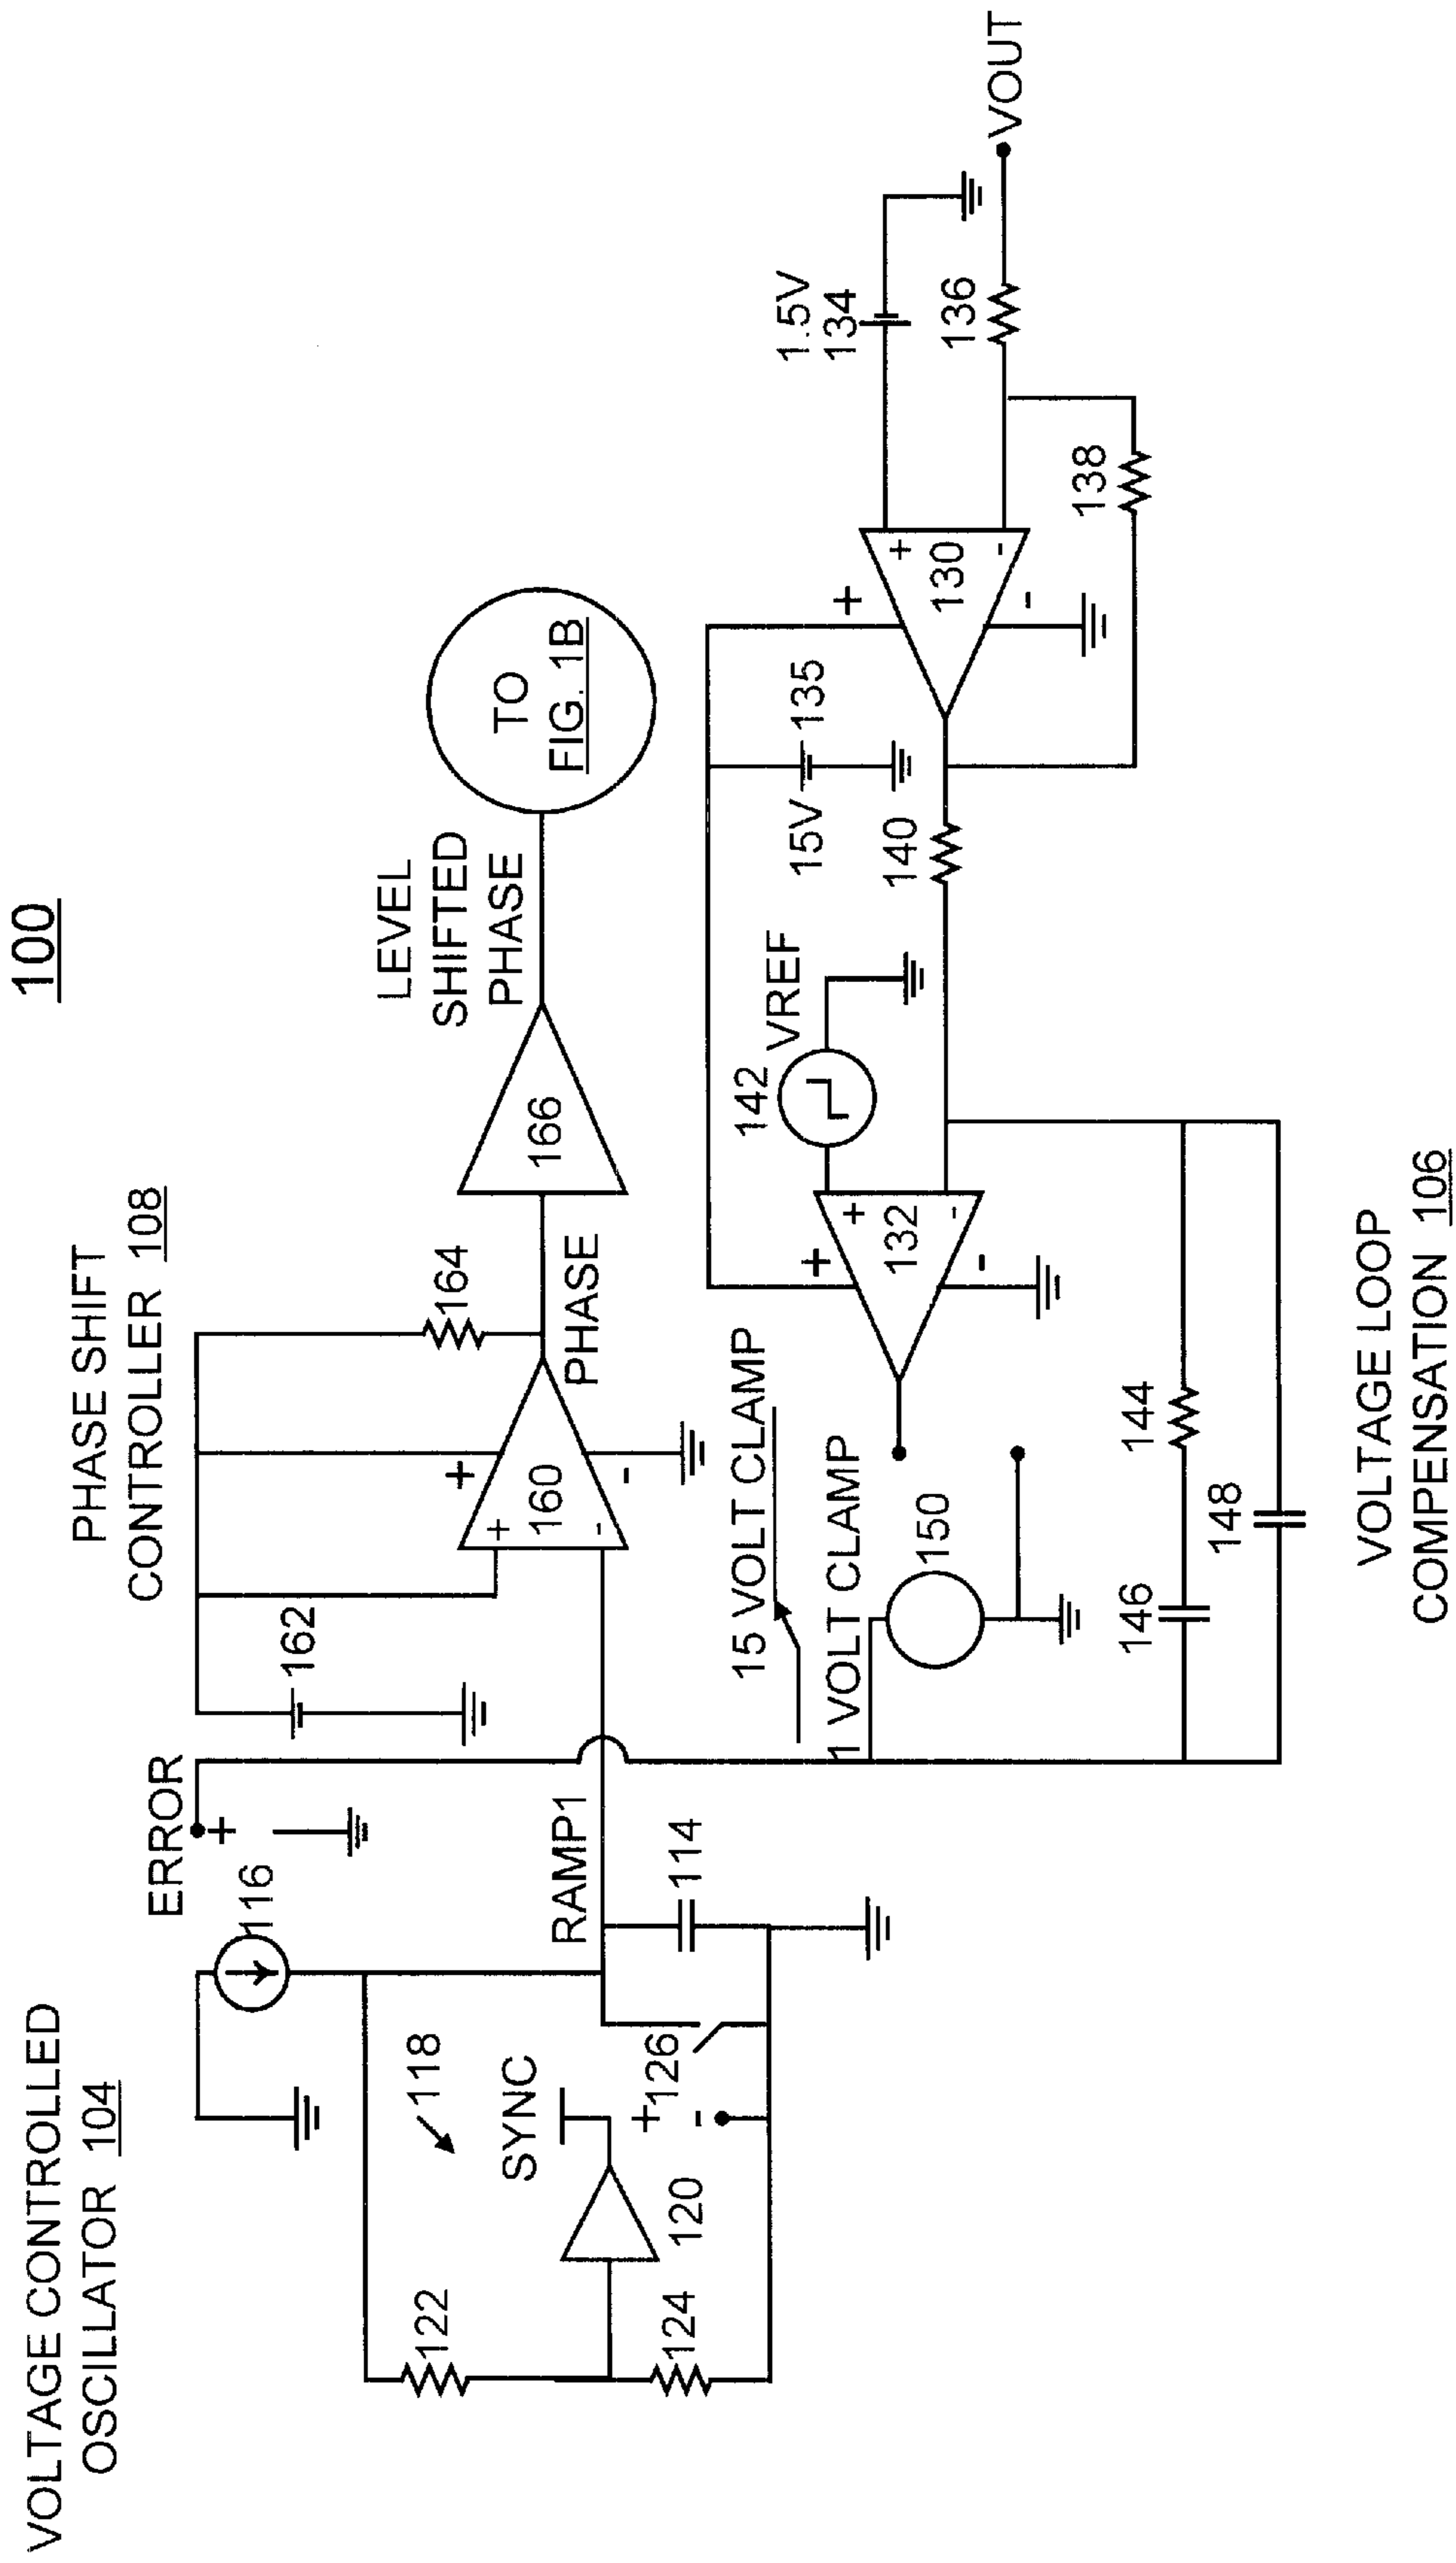 100
VOLTAGE CONTROLLED
OSCILLATOR 104
116
118
SYNC
120
122
124
+
126
-
RAMP1
114
ERROR
+
PHASE SHIFT
CONTROLLER 108
162
+
-
160
+
-
164
PHASE
166
LEVEL
SHIFTED
PHASE
TO
FIG. 1B
15 VOLT CLAMP
1 VOLT CLAMP
150
+
-
132
+
-
142
VREF
140
15V
135
+
-
130
+
-
1.5V
134
136
138
VOUT
144
146
148
VOLTAGE LOOP
COMPENSATION 106